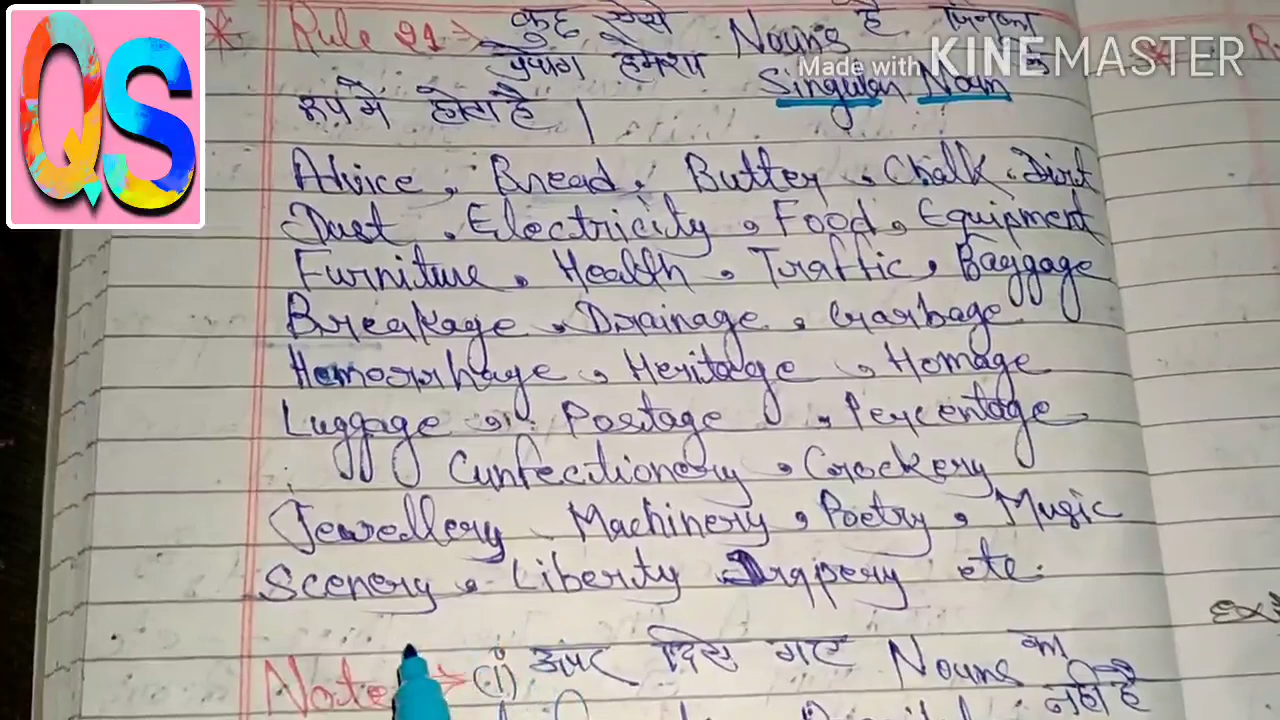 QS
Made with KINEMASTER
* Rule 21 → कुछ ऐसे Nouns है जिनका
प्रयोग हमेशा Singular Noun के
रूप में होता है ।
Advice, Bread, Butter, Chalk, Dirt
Dust, Electricity, Food, Equipment
Furniture, Health, Traffic, Baggage
Breakage, Drainage, Garbage
Hemorrhage, Heritage, Homage
Luggage, Postage, Percentage,
Cunfectionery, Crockery
Jewellery, Machinery, Poetry, Music
Scenery, Liberty, Drapery etc.
Note → (i) ऊपर दिये गए Nouns का
नहीं है